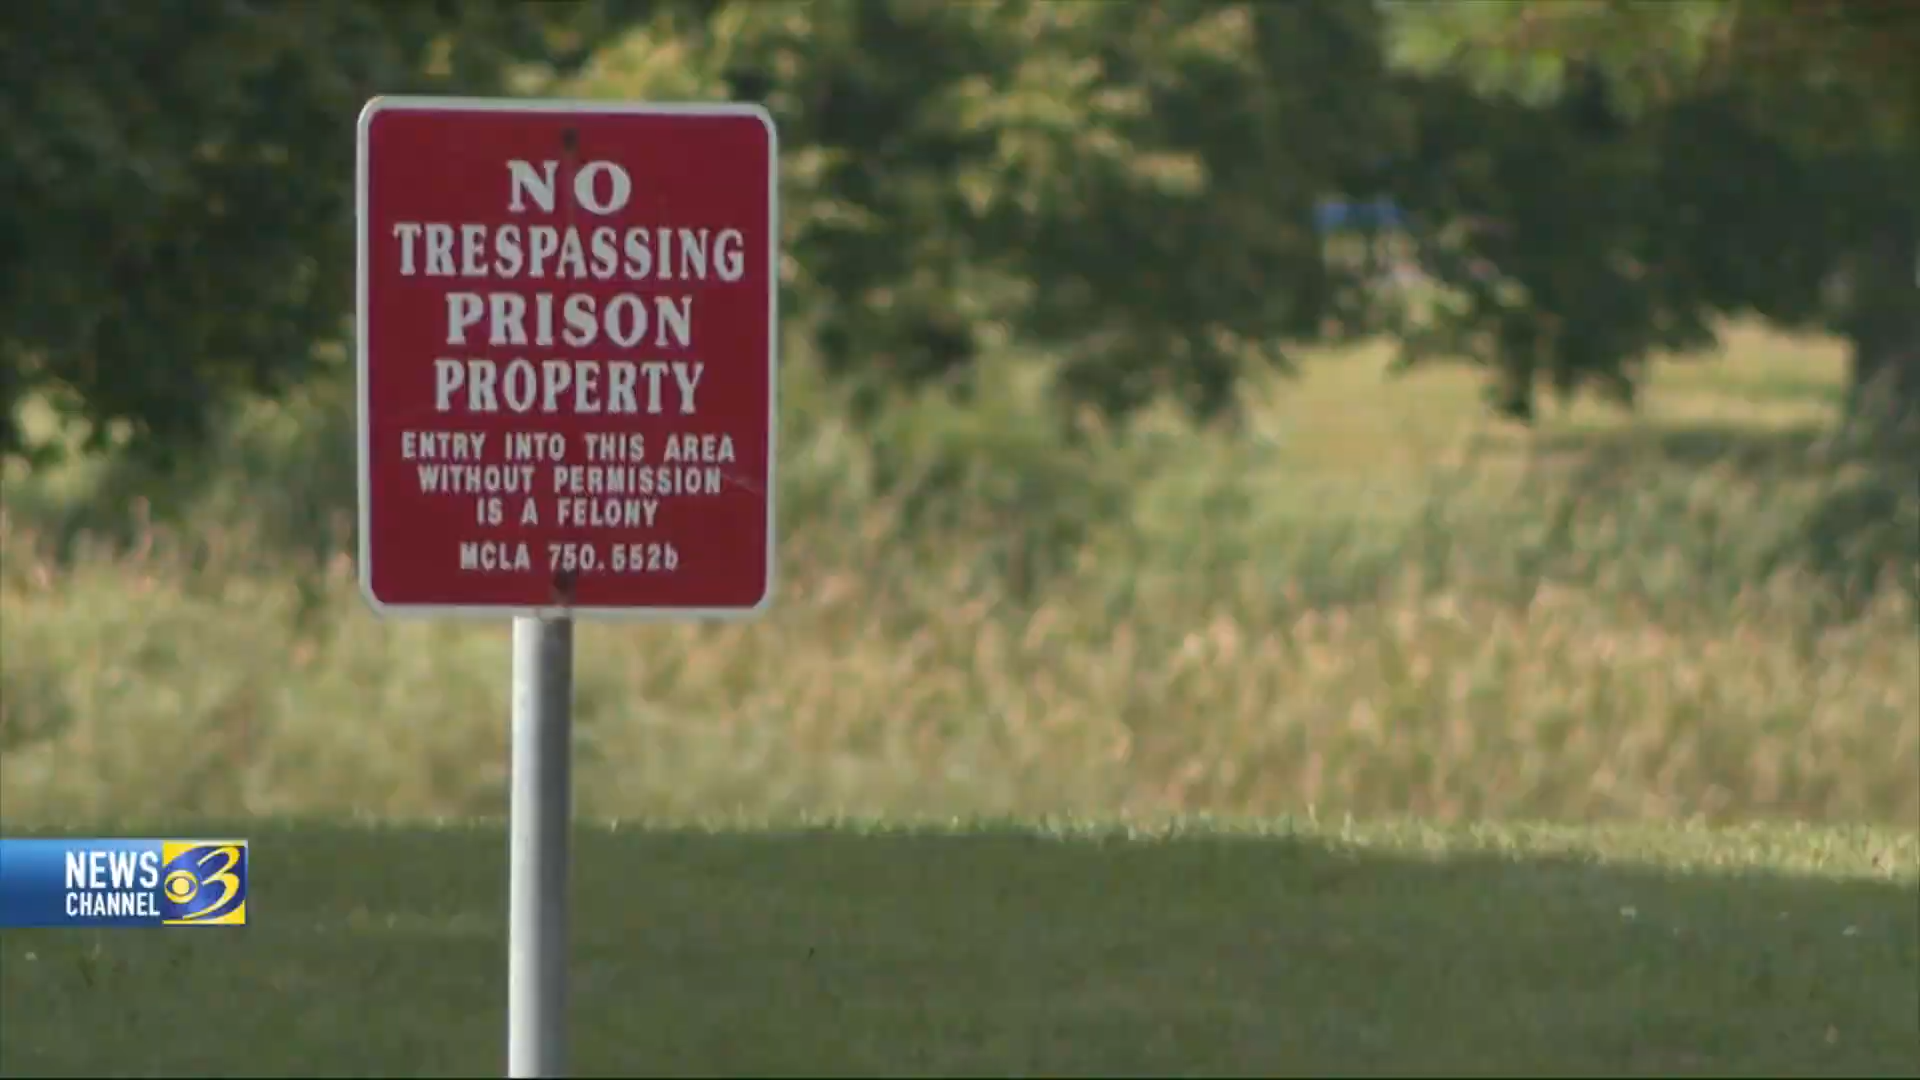 NO
TRESPASSING
PRISON
PROPERTY
ENTRY INTO THIS AREA
WITHOUT PERMISSION
IS A FELONY
MCLA 750.552b
NEWS
CHANNEL
3